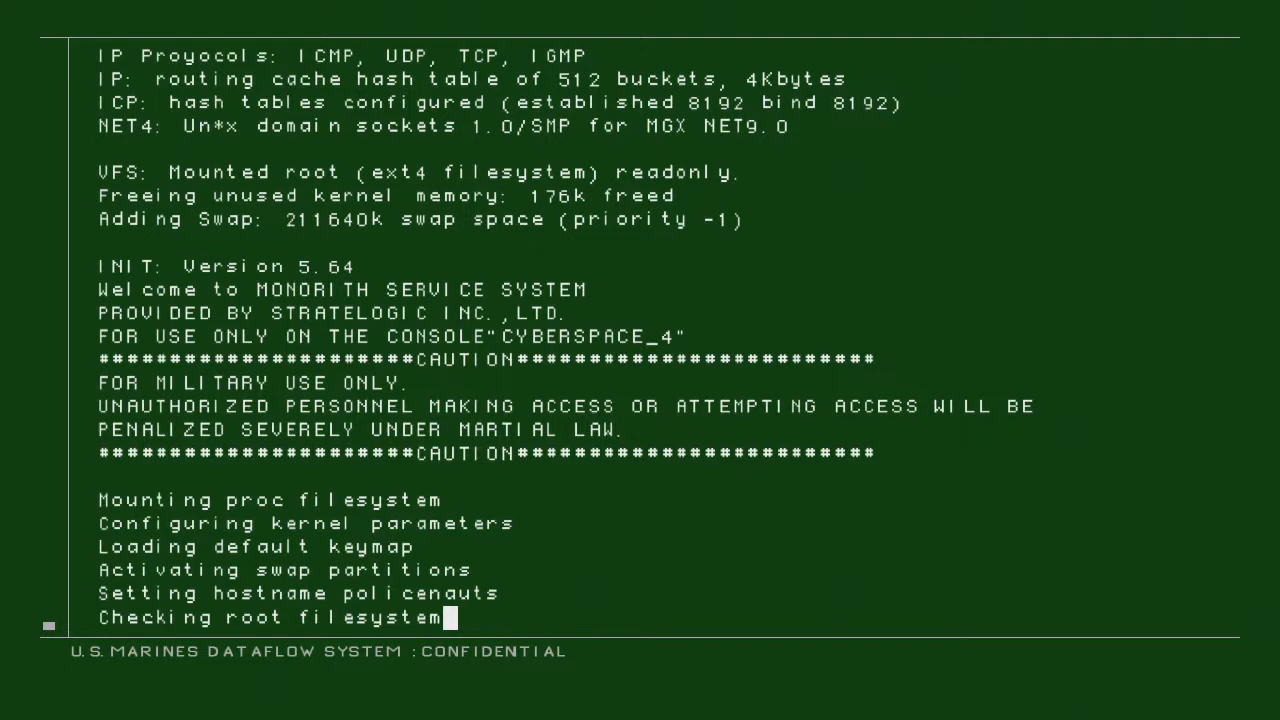 IP Proyocols: ICMP, UDP, TCP, IGMP
IP: routing cache hash table of 512 buckets, 4Kbytes
ICP: hash tables configured (established 8192 bind 8192)
NET4: Un*x domain sockets 1.0/SMP for MGX NET9.0
VFS: Mounted root (ext4 filesystem) readonly.
Freeing unused kernel memory: 176k freed
Adding Swap: 211640k swap space (priority -1)
INIT: Version 5.64
Welcome to MONORITH SERVICE SYSTEM
PROVIDED BY STRATELOGIC INC.,LTD.
FOR USE ONLY ON THE CONSOLE"CYBERSPACE_4"
######################CAUTION#########################
FOR MILITARY USE ONLY.
UNAUTHORIZED PERSONNEL MAKING ACCESS OR ATTEMPTING ACCESS WILL BE
PENALIZED SEVERELY UNDER MARTIAL LAW.
######################CAUTION#########################
Mounting proc filesystem
Configuring kernel parameters
Loading default keymap
Activating swap partitions
Setting hostname policenauts
Checking root filesystem
U.S.MARINES DATAFLOW SYSTEM :CONFIDENTIAL